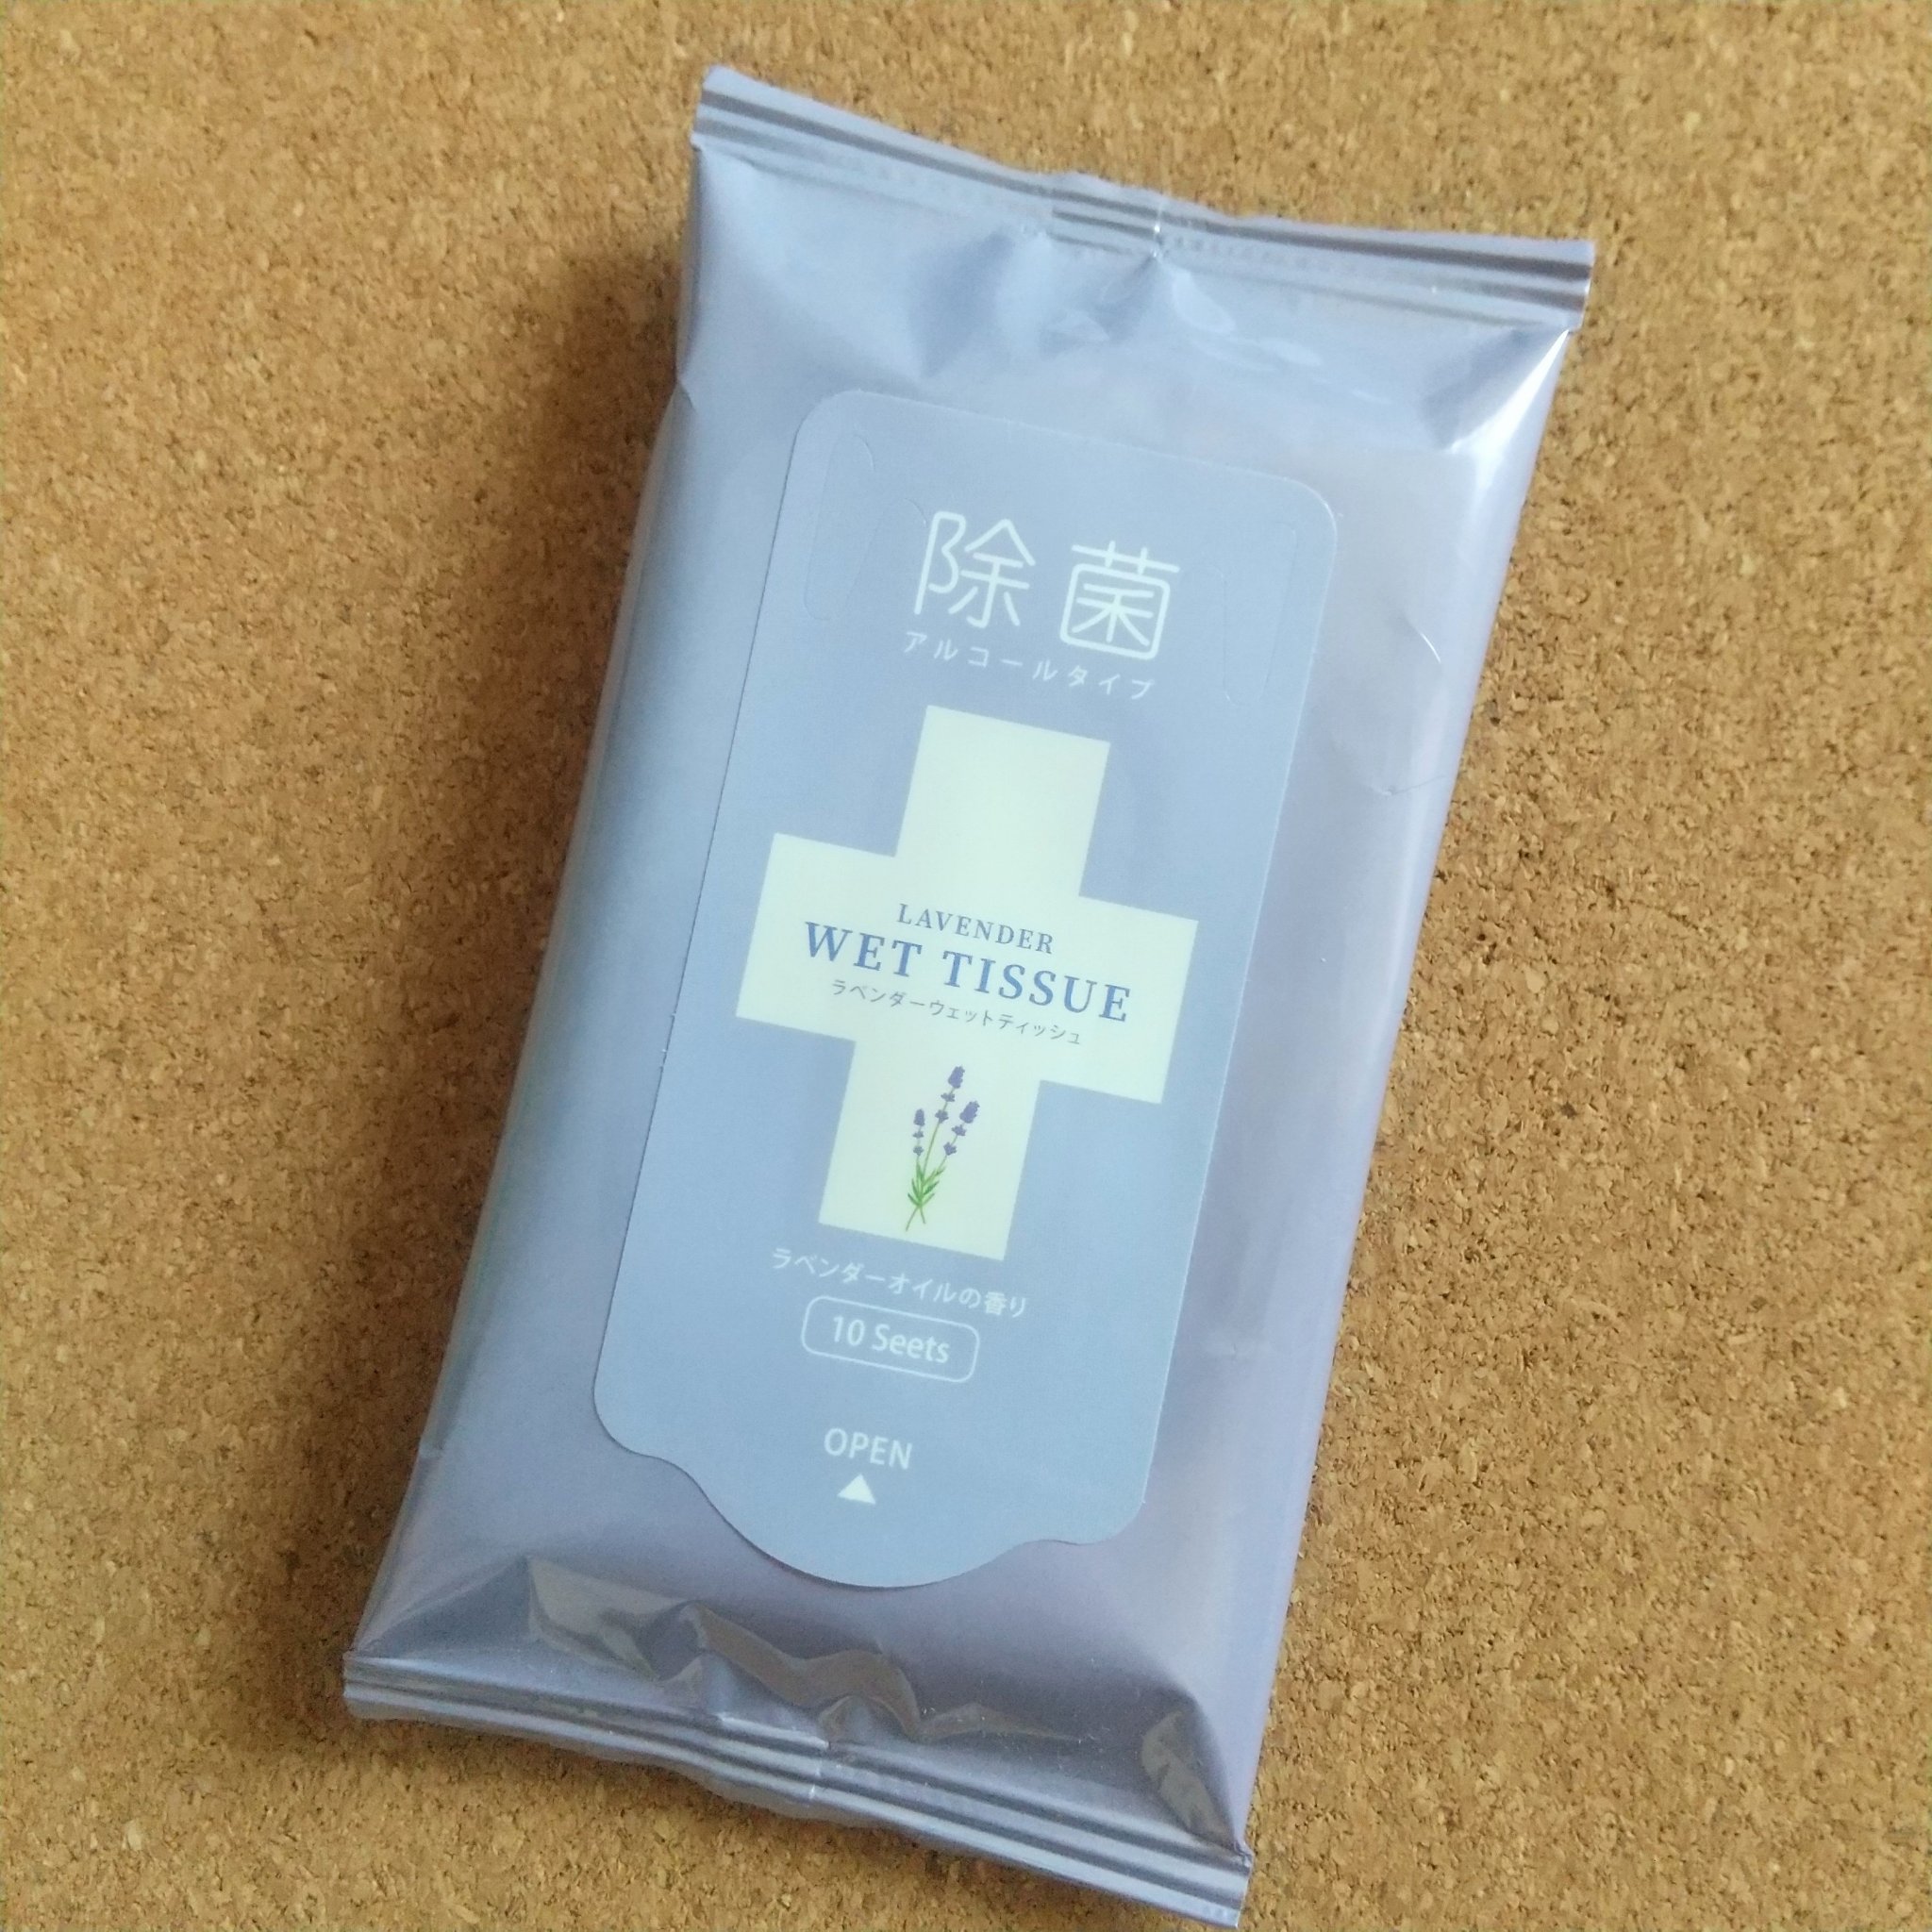 除菌
アルコールタイプ
LAVENDER
WET TISSUE
ラベンダーウェットティッシュ
ラベンダーオイルの香り
10 Seets
OPEN